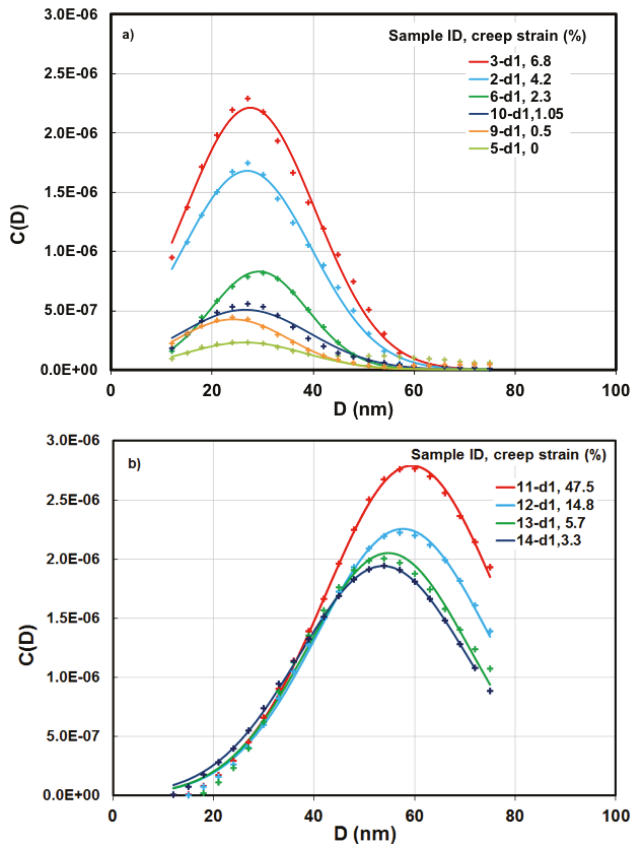 3.0E-06
a)
Sample ID, creep strain (%)
3-d1, 6.8
2-d1, 4.2
6-d1, 2.3
10-d1,1.05
9-d1, 0.5
5-d1, 0
2.5E-06
2.0E-06
1.5E-06
1.0E-06
5.0E-07
0.0E+00
C(D)
0
20
40
60
80
100
D (nm)
3.0E-06
b)
Sample ID, creep strain (%)
11-d1, 47.5
12-d1, 14.8
13-d1, 5.7
14-d1,3.3
2.5E-06
2.0E-06
1.5E-06
1.0E-06
5.0E-07
0.0E+00
C(D)
0
20
40
60
80
100
D (nm)